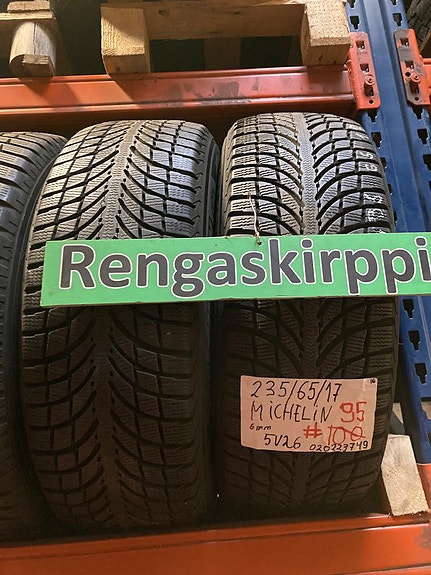 Rengaskirppi
235/65/17
MiCHELiN 95
6mm # 100
5V26 020223749